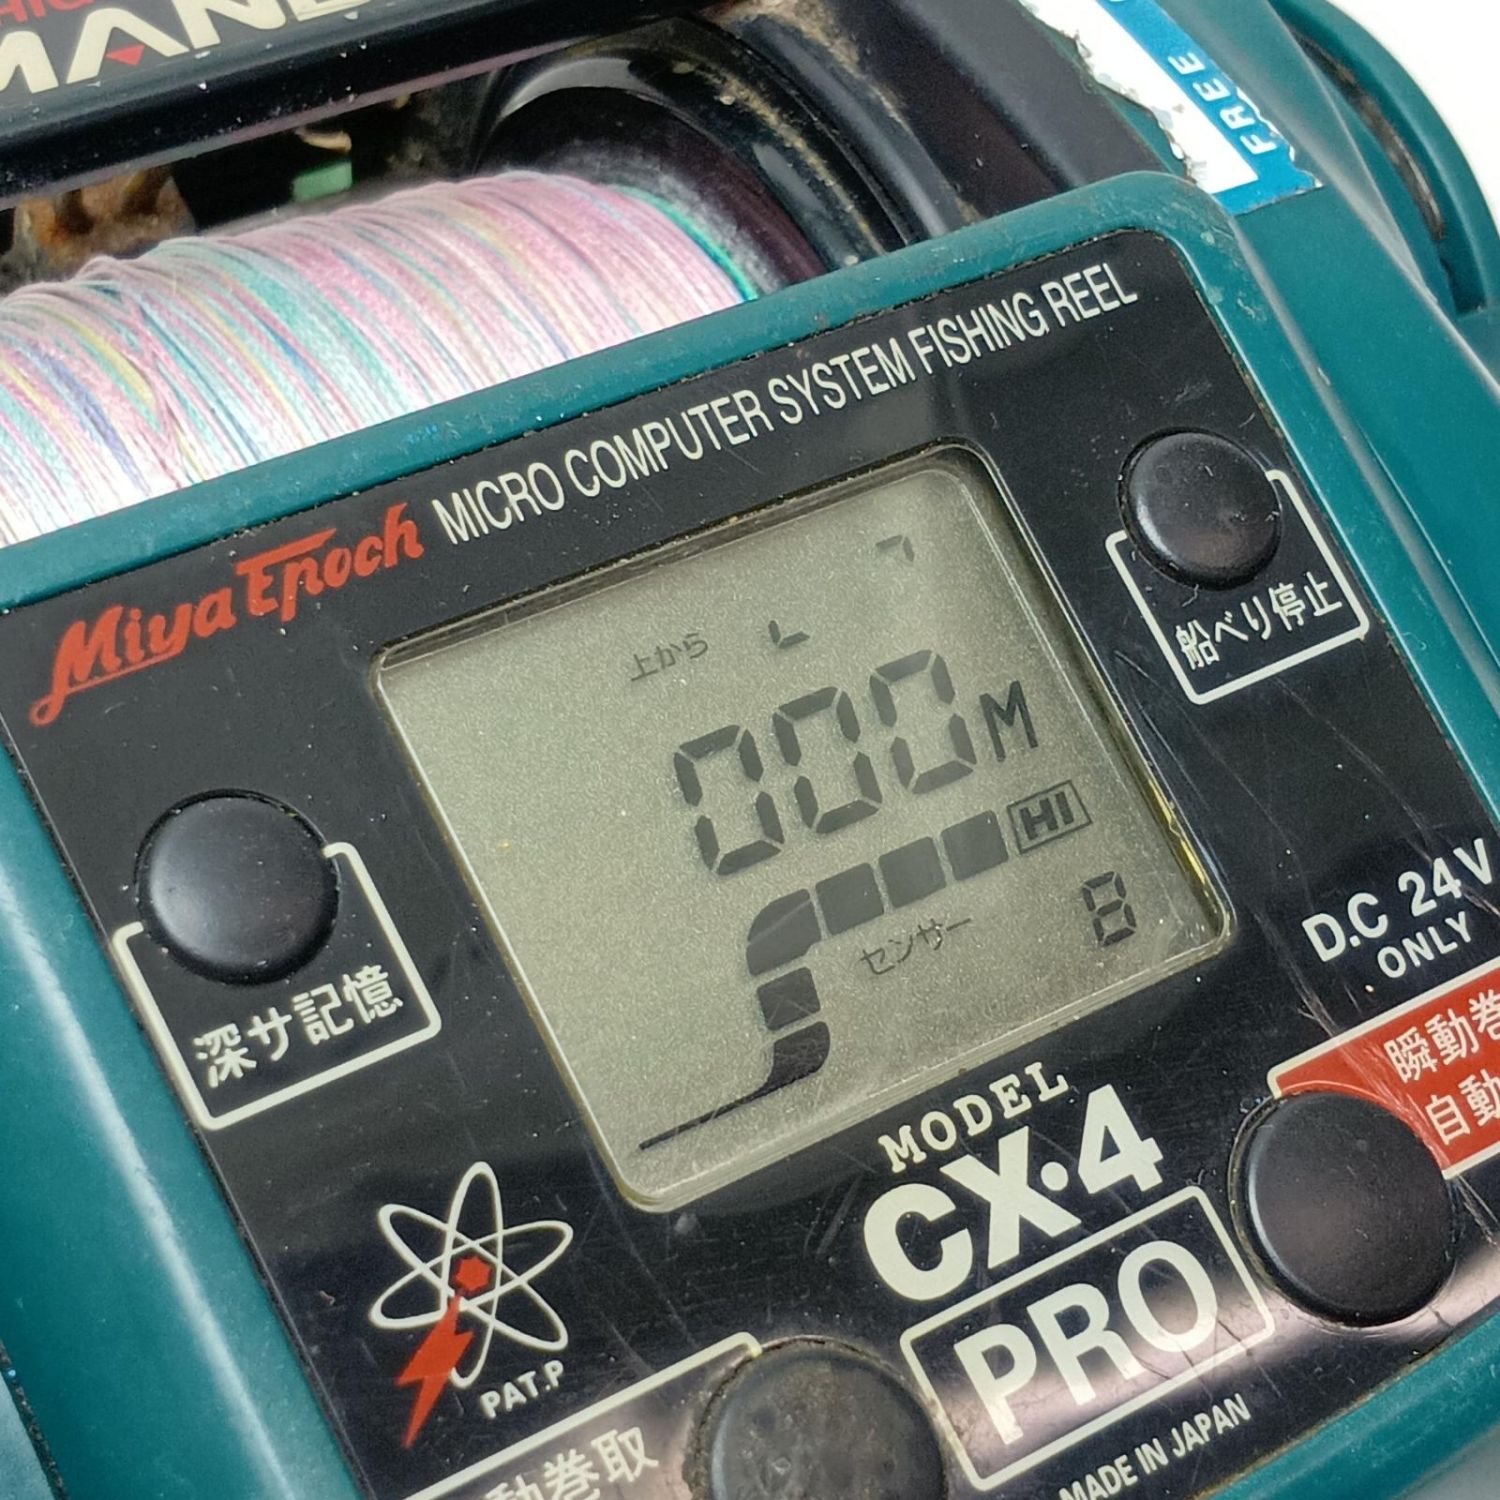 FREE
Miya Epoch MICRO COMPUTER SYSTEM FISHING REEL
船べり停止
上から
000M
HI
センサー
8
深サ記憶
D.C 24V
ONLY
瞬動巻
自動
MODEL
CX・4
PRO
PAT.P
動巻取
MADE IN JAPAN